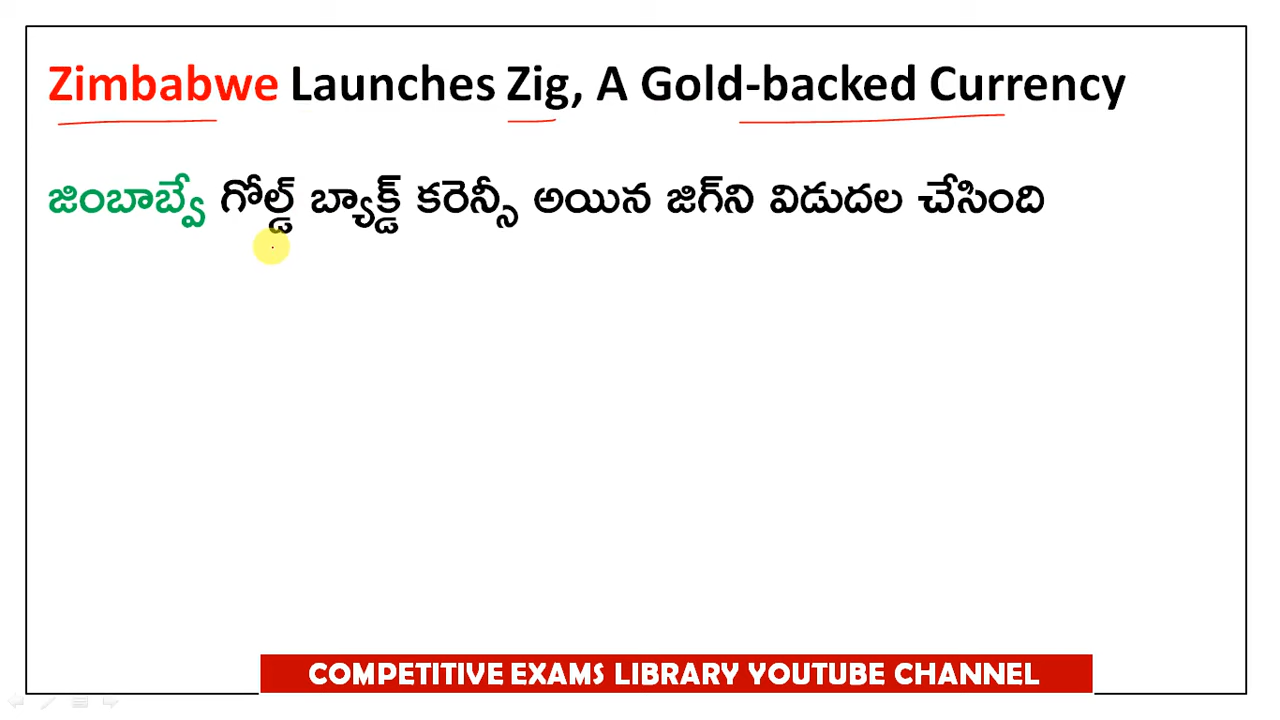 Zimbabwe Launches Zig, A Gold-backed Currency
జింబాబ్వే గోల్డ్ బ్యాక్డ్ కరెన్సీ అయిన జిగ్‌ని విడుదల చేసింది
COMPETITIVE EXAMS LIBRARY YOUTUBE CHANNEL